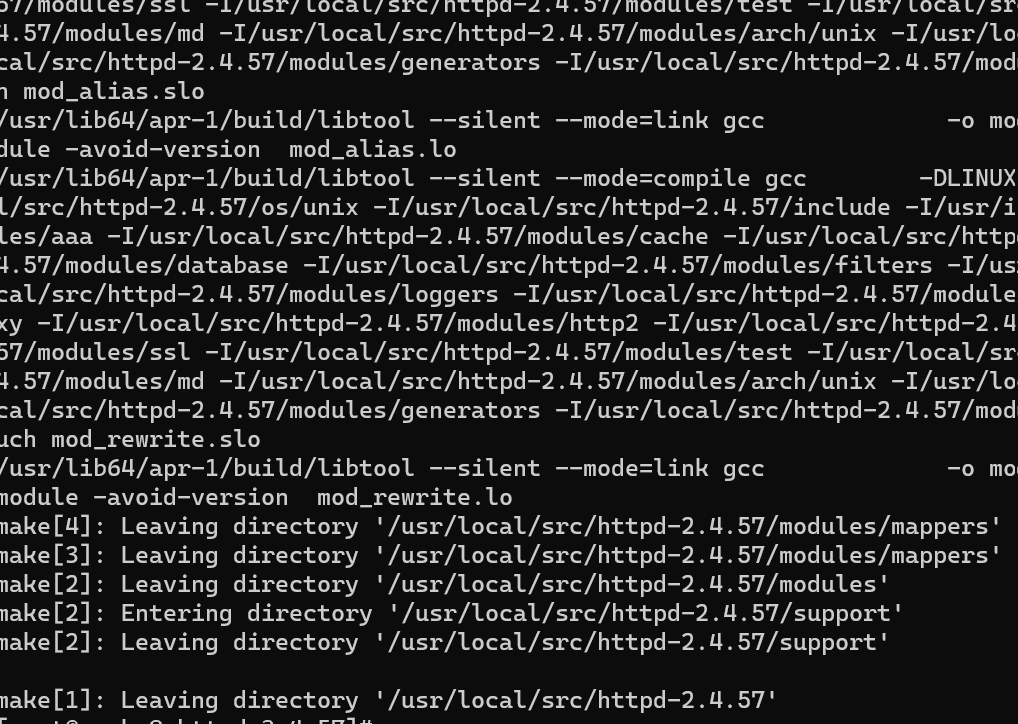 57/modules/ssl -I/usr/local/src/httpd-2.4.57/modules/test -I/usr/local/sr
4.57/modules/md -I/usr/local/src/httpd-2.4.57/modules/arch/unix -I/usr/lo
cal/src/httpd-2.4.57/modules/generators -I/usr/local/src/httpd-2.4.57/mod
h mod_alias.slo
/usr/lib64/apr-1/build/libtool --silent --mode=link gcc             -o mo
dule -avoid-version  mod_alias.lo
/usr/lib64/apr-1/build/libtool --silent --mode=compile gcc        -DLINUX
l/src/httpd-2.4.57/os/unix -I/usr/local/src/httpd-2.4.57/include -I/usr/i
les/aaa -I/usr/local/src/httpd-2.4.57/modules/cache -I/usr/local/src/http
4.57/modules/database -I/usr/local/src/httpd-2.4.57/modules/filters -I/us
cal/src/httpd-2.4.57/modules/loggers -I/usr/local/src/httpd-2.4.57/module
xy -I/usr/local/src/httpd-2.4.57/modules/http2 -I/usr/local/src/httpd-2.4
57/modules/ssl -I/usr/local/src/httpd-2.4.57/modules/test -I/usr/local/sr
4.57/modules/md -I/usr/local/src/httpd-2.4.57/modules/arch/unix -I/usr/lo
cal/src/httpd-2.4.57/modules/generators -I/usr/local/src/httpd-2.4.57/mod
uch mod_rewrite.slo
/usr/lib64/apr-1/build/libtool --silent --mode=link gcc             -o mo
module -avoid-version  mod_rewrite.lo
make[4]: Leaving directory '/usr/local/src/httpd-2.4.57/modules/mappers'
make[3]: Leaving directory '/usr/local/src/httpd-2.4.57/modules/mappers'
make[2]: Leaving directory '/usr/local/src/httpd-2.4.57/modules'
make[2]: Entering directory '/usr/local/src/httpd-2.4.57/support'
make[2]: Leaving directory '/usr/local/src/httpd-2.4.57/support'
make[1]: Leaving directory '/usr/local/src/httpd-2.4.57'